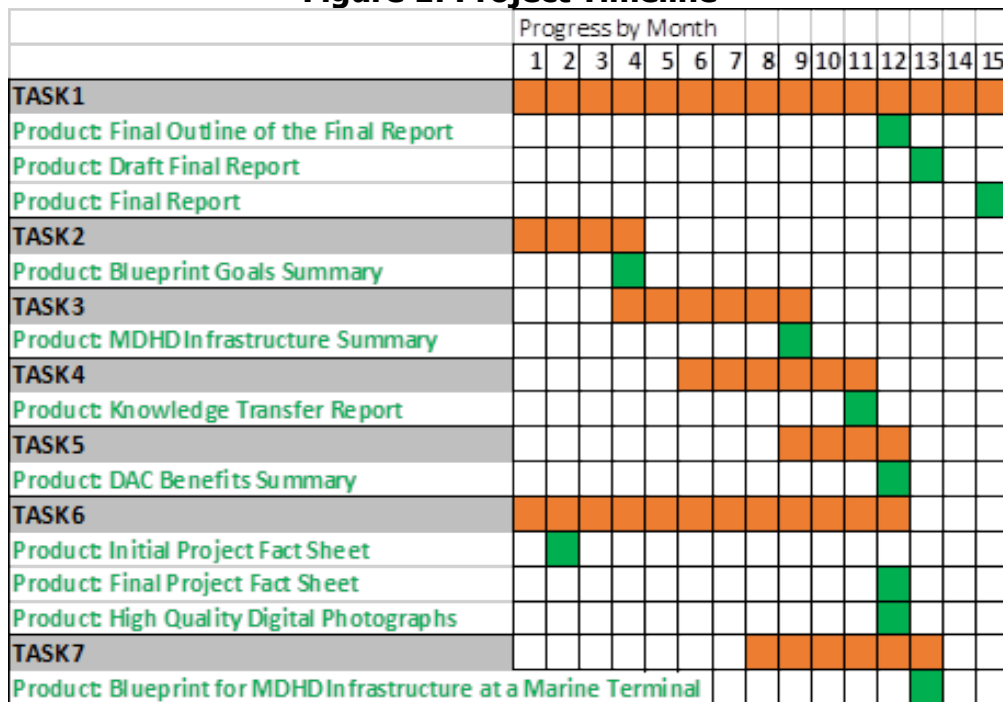 Figure 2: Project Timeline
Progress by Month
1 2 3 4 5 6 7 8 9 10 11 12 13 14 15
TASK1
Product: Final Outline of the Final Report
Product: Draft Final Report
Product: Final Report
TASK2
Product: Blueprint Goals Summary
TASK3
Product: MDHD Infrastructure Summary
TASK4
Product: Knowledge Transfer Report
TASK5
Product: DAC Benefits Summary
TASK6
Product: Initial Project Fact Sheet
Product: Final Project Fact Sheet
Product: High Quality Digital Photographs
TASK7
Product: Blueprint for MDHD Infrastructure at a Marine Terminal